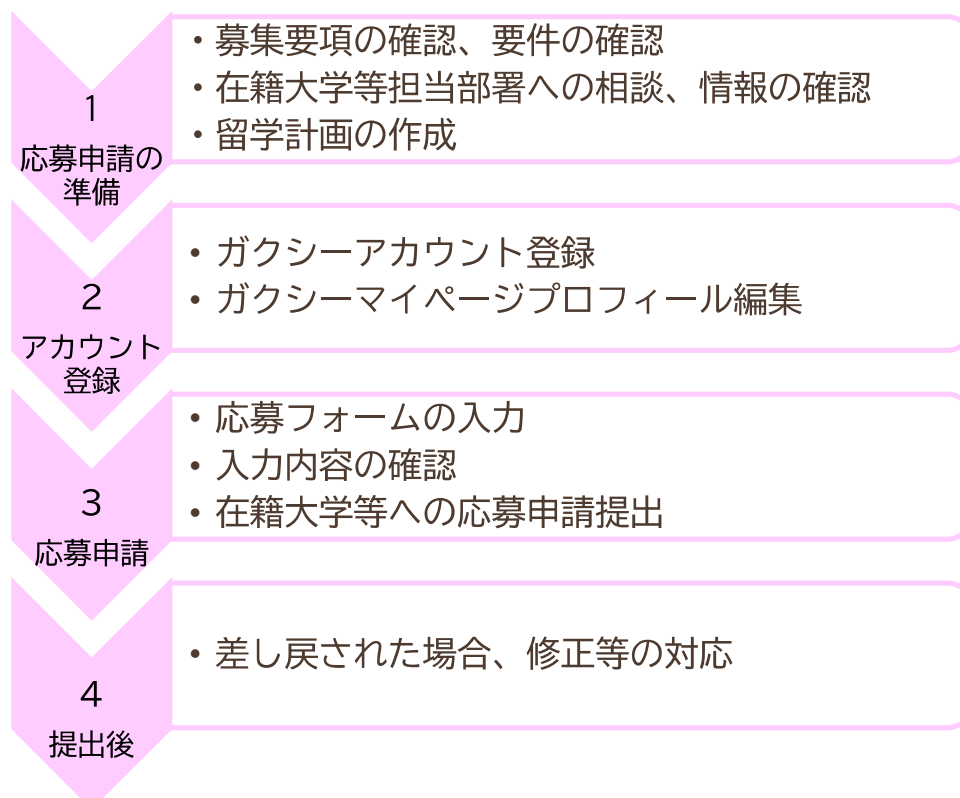 1
応募申請の
準備
・募集要項の確認、要件の確認
・在籍大学等担当部署への相談、情報の確認
・留学計画の作成
2
アカウント
登録
・ガクシーアカウント登録
・ガクシーマイページプロフィール編集
3
応募申請
・応募フォームの入力
・入力内容の確認
・在籍大学等への応募申請提出
4
提出後
・差し戻された場合、修正等の対応